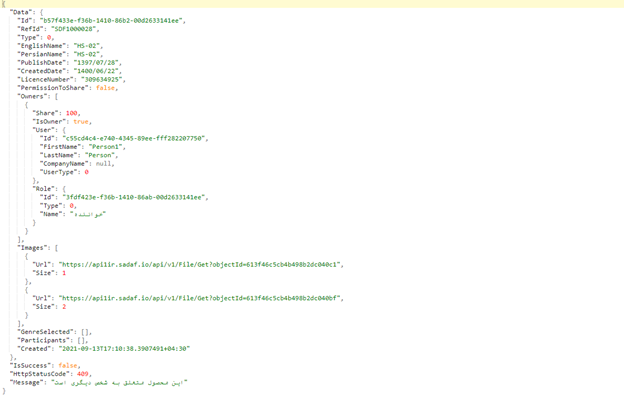 {
"Data": {
"Id": "b57f433e-f36b-1410-86b2-00d2633141ee",
"RefId": "SDF1000028",
"Type": 0,
"EnglishName": "HS-02",
"PersianName": "HS-02",
"PublishDate": "1397/07/28",
"CreatedDate": "1400/06/22",
"LicenceNumber": "309634925",
"PermissionToShare": false,
"Owners": [
{
"Share": 100,
"IsOwner": true,
"User": {
"Id": "c55cd4c4-e740-4345-89ee-fff282207750",
"FirstName": "Person1",
"LastName": "Person",
"CompanyName": null,
"UserType": 0
},
"Role": {
"Id": "3fdf423e-f36b-1410-86ab-00d2633141ee",
"Type": 0,
"Name": "خواننده"
}
}
],
"Images": [
{
"Url": "https://api1ir.sadaf.io/api/v1/File/Get?objectId=613f46c5cb4b498b2dc040c1",
"Size": 1
},
{
"Url": "https://api1ir.sadaf.io/api/v1/File/Get?objectId=613f46c5cb4b498b2dc040bf",
"Size": 2
}
],
"GenreSelected": [],
"Participants": [],
"Created": "2021-09-13T17:10:38.3907491+04:30"
},
"IsSuccess": false,
"HttpStatusCode": 409,
"Message": "این محصول متعلق به شخص دیگری است"
}